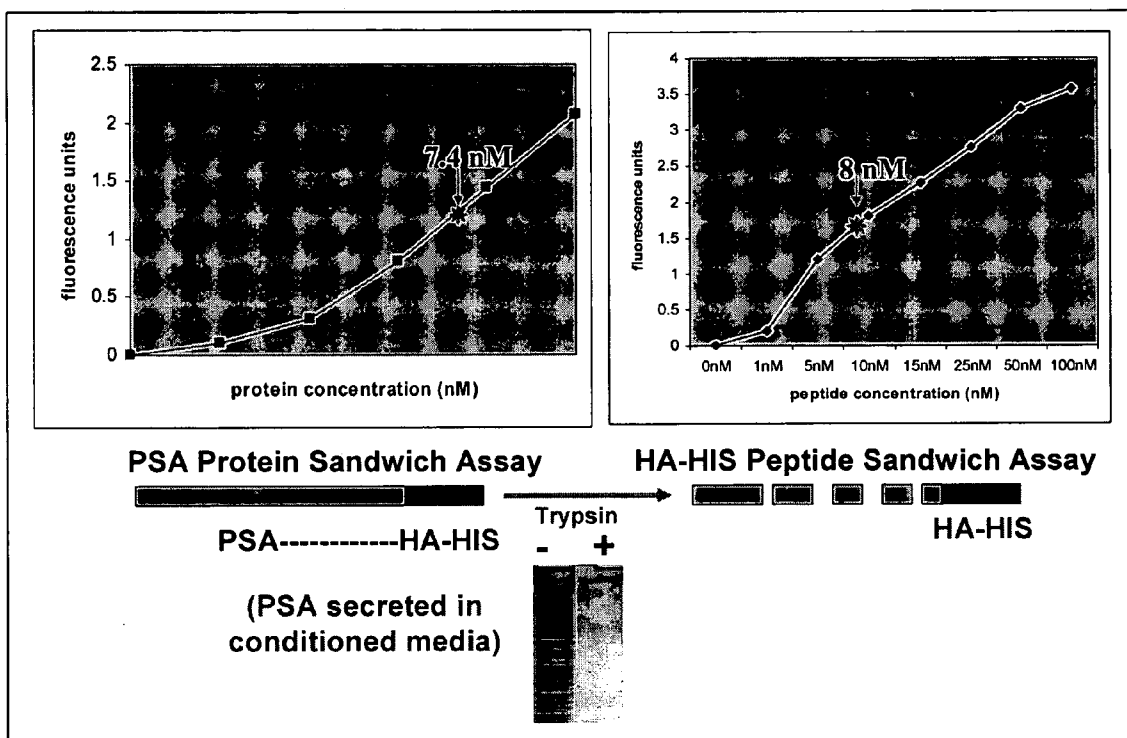 2.5
2
1.5
1
0.5
0
fluorescence units
7.4 nM
protein concentration (nM)
4
3.5
3
2.5
2
1.5
1
0.5
0
fluorescence units
8 nM
0nM 1nM 5nM 10nM 15nM 25nM 50nM 100nM
peptide concentration (nM)
PSA Protein Sandwich Assay
HA-HIS Peptide Sandwich Assay
Trypsin
PSA------------HA-HIS
- +
HA-HIS
(PSA secreted in
conditioned media)